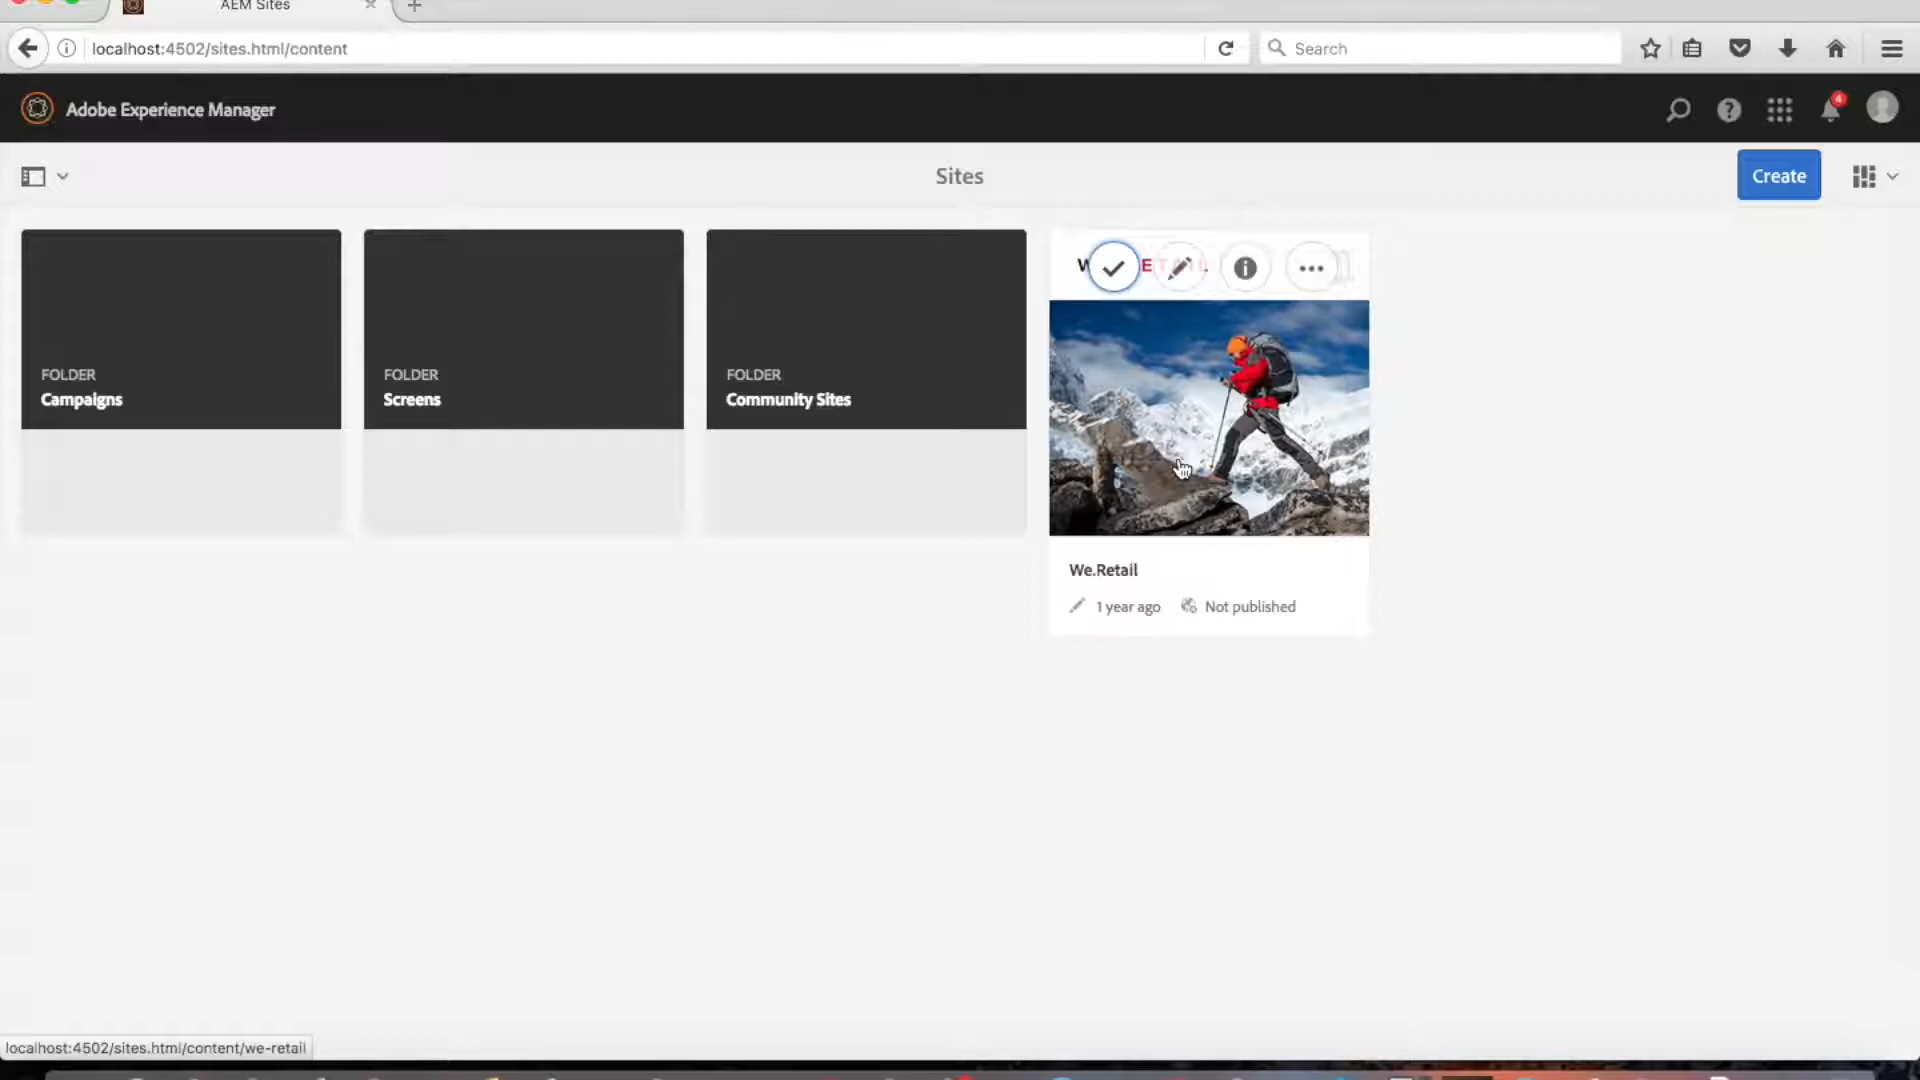 AEM Sites
localhost:4502/sites.html/content
Search
Adobe Experience Manager
4
Sites
Create
FOLDER
Campaigns
FOLDER
Screens
FOLDER
Community Sites
We.Retail
1 year ago
Not published
localhost:4502/sites.html/content/we-retail